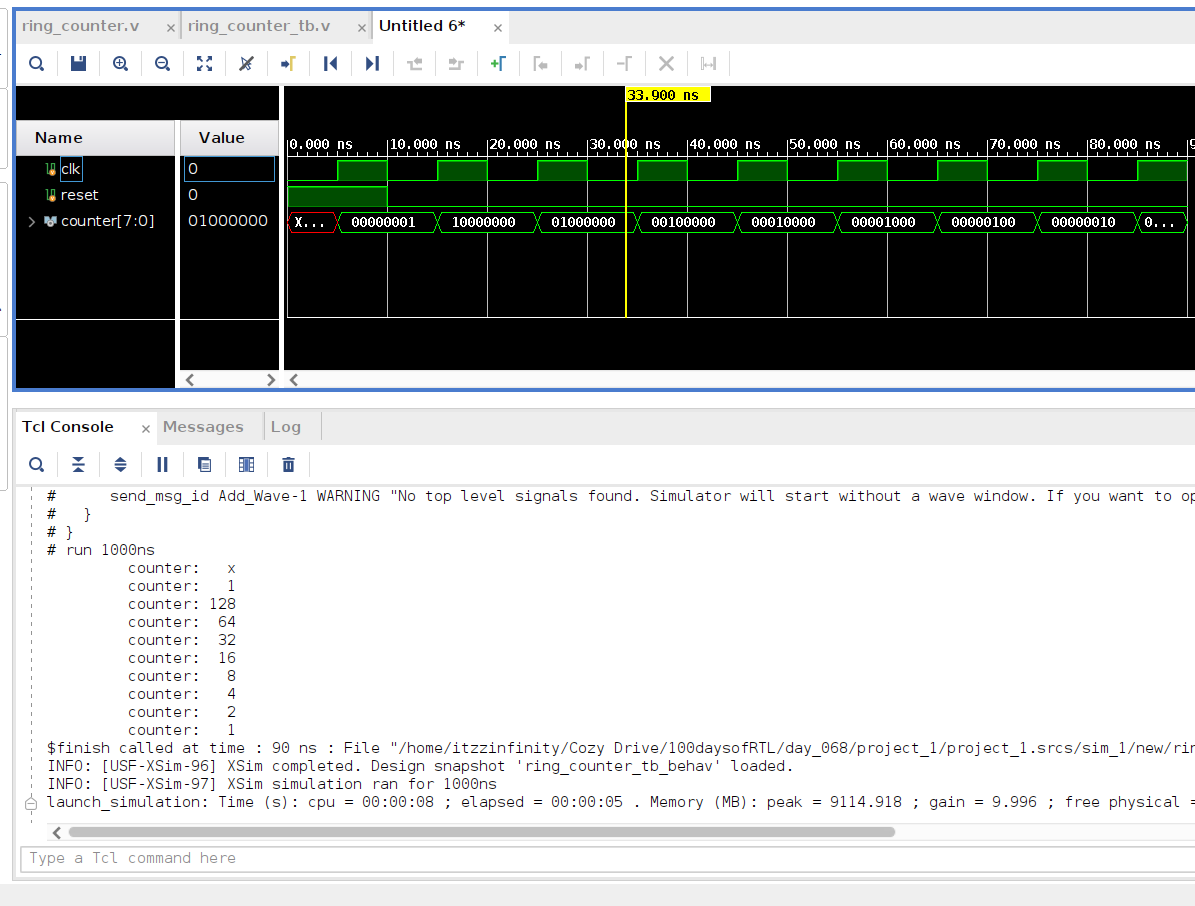 ring_counter.v × ring_counter_tb.v × Untitled 6* ×
33.900 ns
Name Value
0.000 ns 10.000 ns 20.000 ns 30.000 ns 40.000 ns 50.000 ns 60.000 ns 70.000 ns 80.000 ns
clk 0
reset 0
counter[7:0] 01000000 X... 00000001 10000000 01000000 00100000 00010000 00001000 00000100 00000010 0...
Tcl Console × Messages Log
# send_msg_id Add_Wave-1 WARNING "No top level signals found. Simulator will start without a wave window. If you want to op
# }
# }
# run 1000ns
counter: x
counter: 1
counter: 128
counter: 64
counter: 32
counter: 16
counter: 8
counter: 4
counter: 2
counter: 1
$finish called at time : 90 ns : File "/home/itzzinfinity/Cozy Drive/100daysofRTL/day_068/project_1/project_1.srcs/sim_1/new/rin
INFO: [USF-XSim-96] XSim completed. Design snapshot 'ring_counter_tb_behav' loaded.
INFO: [USF-XSim-97] XSim simulation ran for 1000ns
launch_simulation: Time (s): cpu = 00:00:08 ; elapsed = 00:00:05 . Memory (MB): peak = 9114.918 ; gain = 9.996 ; free physical =
Type a Tcl command here